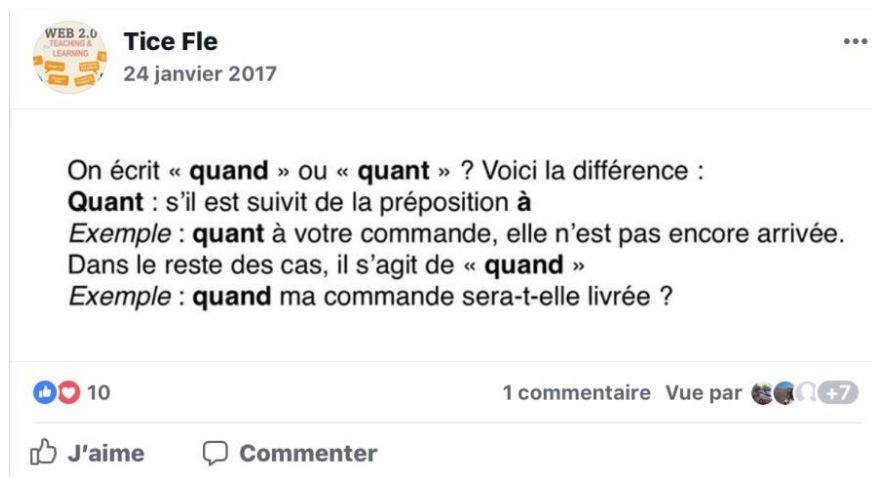 WEB 2.0
TEACHING &
LEARNING
Tice Fle
24 janvier 2017
On écrit « quand » ou « quant » ? Voici la différence :
Quant : s'il est suivit de la préposition à
Exemple : quant à votre commande, elle n'est pas encore arrivée.
Dans le reste des cas, il s'agit de « quand »
Exemple : quand ma commande sera-t-elle livrée ?
10
1 commentaire Vue par +7
J'aime Commenter